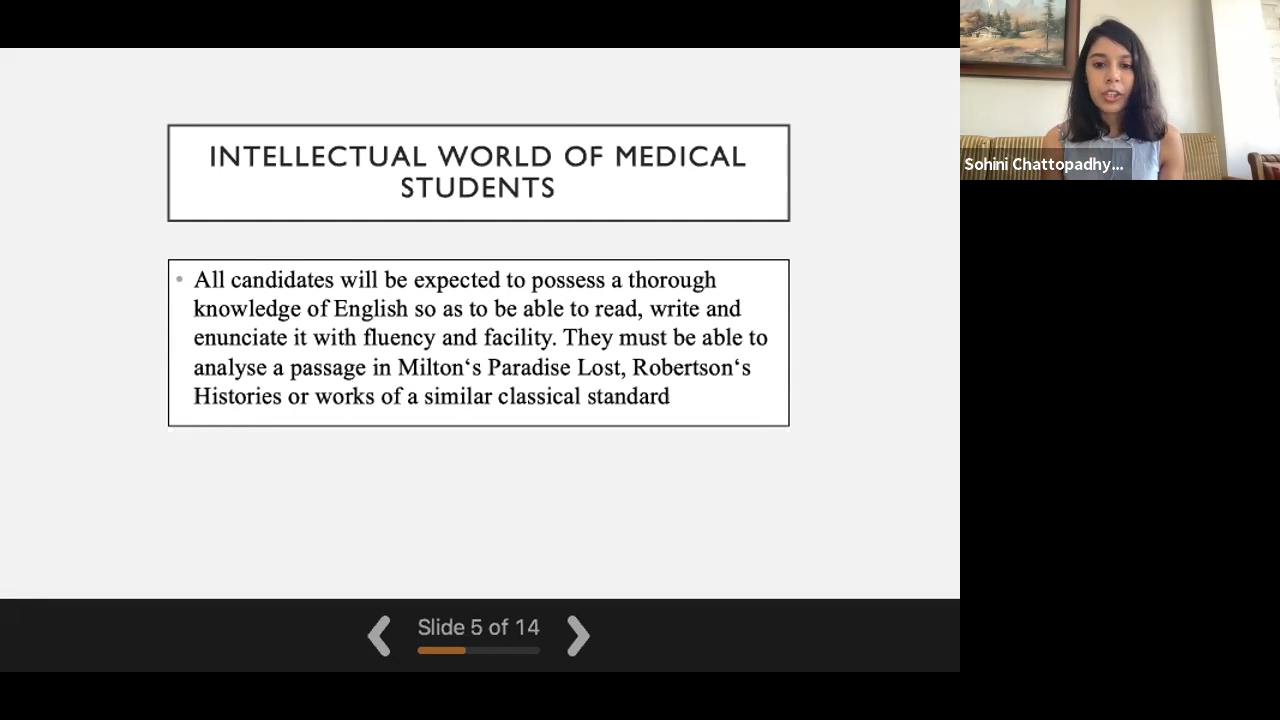 INTELLECTUAL WORLD OF MEDICAL
STUDENTS
• All candidates will be expected to possess a thorough
knowledge of English so as to be able to read, write and
enunciate it with fluency and facility. They must be able to
analyse a passage in Milton‘s Paradise Lost, Robertson‘s
Histories or works of a similar classical standard
Slide 5 of 14
Sohini Chattopadhy...